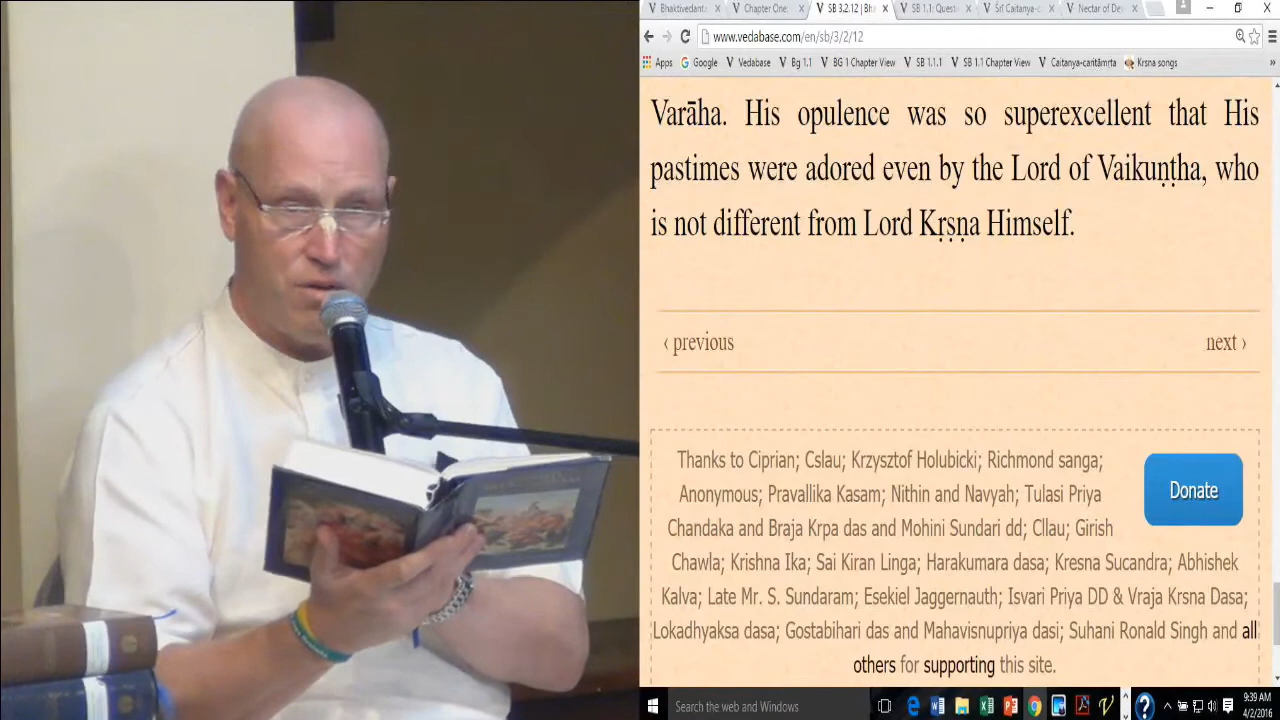 Bhaktivedanta
Chapter One:
SB 3.2.12 | Bha
SB 1.1: Questi
Śrī Caitanya-c
Nectar of Dev
www.vedabase.com/en/sb/3/2/12
Apps Google Vedabase Bg 1.1 BG 1 Chapter View SB 1.1.1 SB 1.1 Chapter View Caitanya-caritāmṛta Krsna songs »
Varāha. His opulence was so superexcellent that His
pastimes were adored even by the Lord of Vaikuṇṭha, who
is not different from Lord Kṛṣṇa Himself.
‹ previous
next ›
Thanks to Ciprian; Cslau; Krzysztof Holubicki; Richmond sanga;
Anonymous; Pravallika Kasam; Nithin and Navyah; Tulasi Priya
Chandaka and Braja Krpa das and Mohini Sundari dd; Cllau; Girish
Chawla; Krishna Ika; Sai Kiran Linga; Harakumara dasa; Kresna Sucandra; Abhishek
Kalva; Late Mr. S. Sundaram; Esekiel Jaggernauth; Isvari Priya DD & Vraja Krsna Dasa;
Lokadhyaksa dasa; Gostabihari das and Mahavisnupriya dasi; Suhani Ronald Singh and all
others for supporting this site.
Donate
Search the web and Windows
9:39 AM
4/2/2016